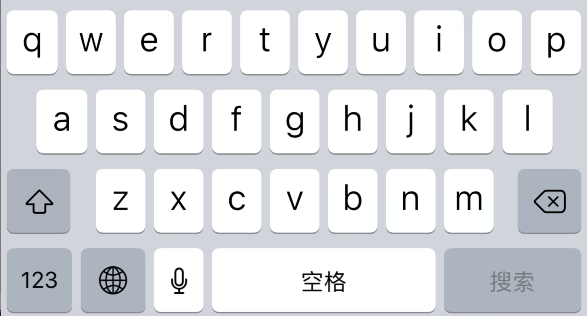 q w e r t y u i o p
a s d f g h j k l
z x c v b n m
123 空格 搜索